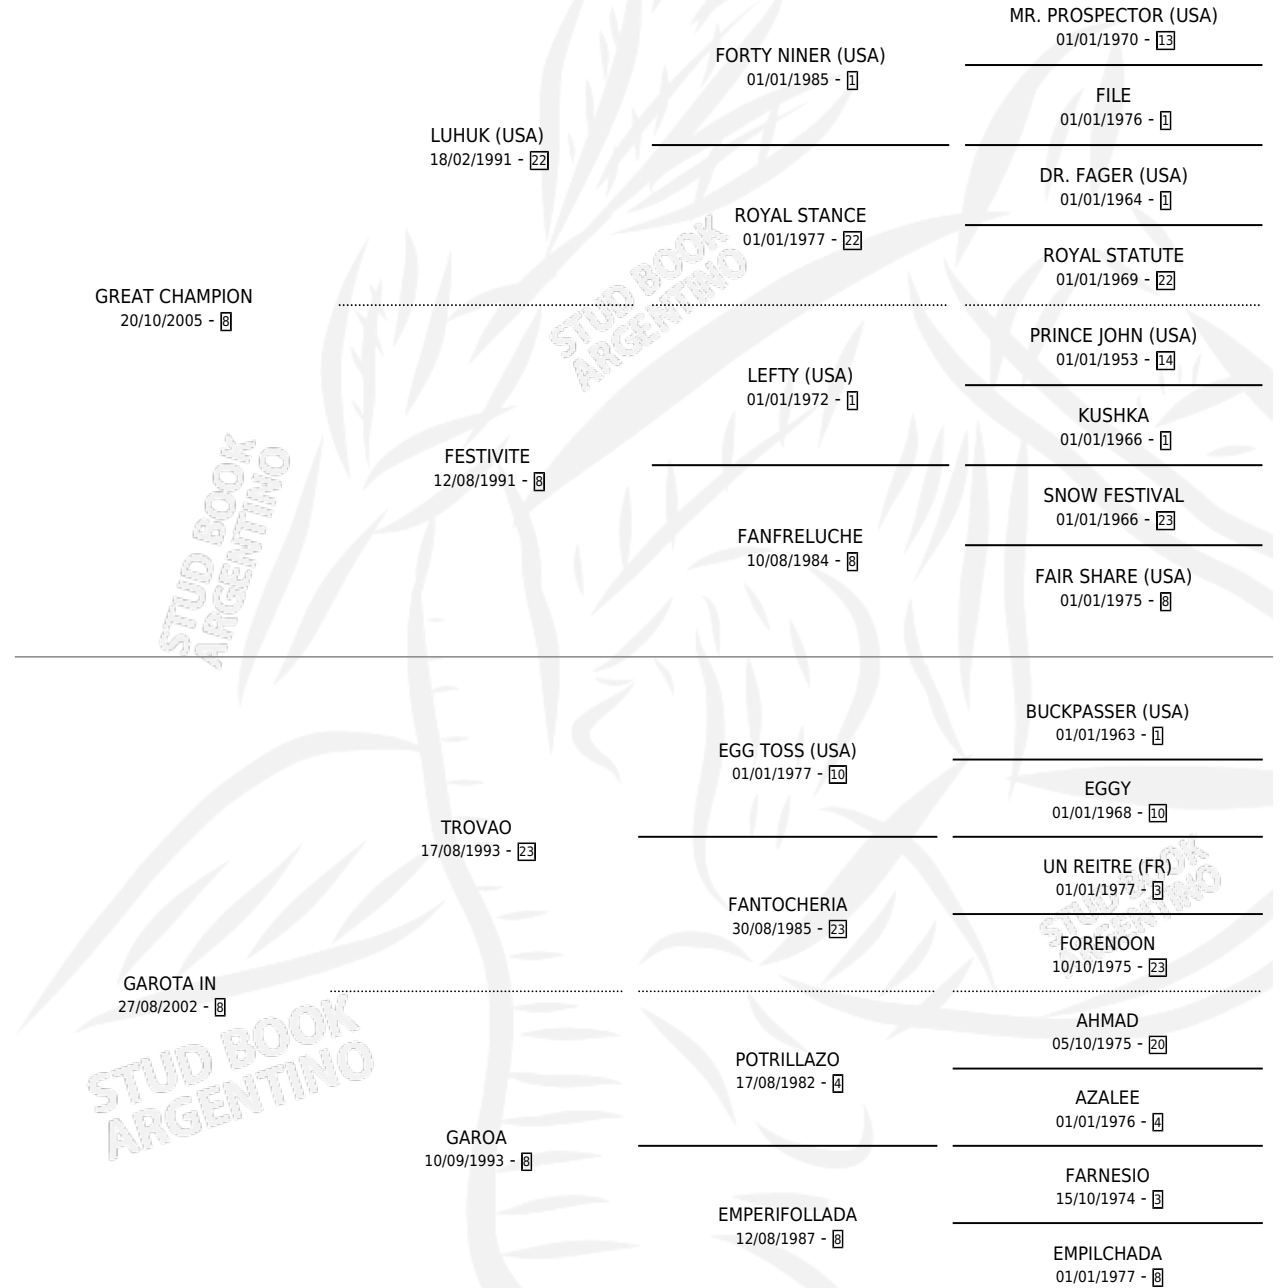 MR. PROSPECTOR (USA)
01/01/1970 - 13
FORTY NINER (USA)
01/01/1985 - 1
FILE
01/01/1976 - 1
LUHUK (USA)
18/02/1991 - 22
DR. FAGER (USA)
01/01/1964 - 1
ROYAL STANCE
01/01/1977 - 22
ROYAL STATUTE
01/01/1969 - 22
GREAT CHAMPION
20/10/2005 - 8
PRINCE JOHN (USA)
01/01/1953 - 14
LEFTY (USA)
01/01/1972 - 1
KUSHKA
01/01/1966 - 1
FESTIVITE
12/08/1991 - 8
SNOW FESTIVAL
01/01/1966 - 23
FANFRELUCHE
10/08/1984 - 8
FAIR SHARE (USA)
01/01/1975 - 8
STUD BOOK
ARGENTINO
STUD BOOK
ARGENTINO
BUCKPASSER (USA)
01/01/1963 - 1
EGG TOSS (USA)
01/01/1977 - 10
EGGY
01/01/1968 - 10
TROVAO
17/08/1993 - 23
UN REITRE (FR)
01/01/1977 - 3
FANTOCHERIA
30/08/1985 - 23
FORENOON
10/10/1975 - 23
STUD BOOK
ARGENTINO
GAROTA IN
27/08/2002 - 8
AHMAD
05/10/1975 - 20
POTRILLAZO
17/08/1982 - 4
AZALEE
01/01/1976 - 4
GAROA
10/09/1993 - 8
FARNESIO
15/10/1974 - 3
EMPERIFOLLADA
12/08/1987 - 8
EMPILCHADA
01/01/1977 - 8
STUD BOOK
ARGENTINO